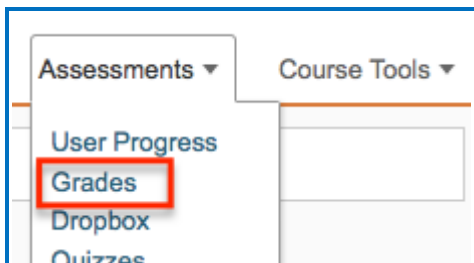 Assessments ▼ Course Tools ▼
User Progress
Grades
Dropbox
Quizzes